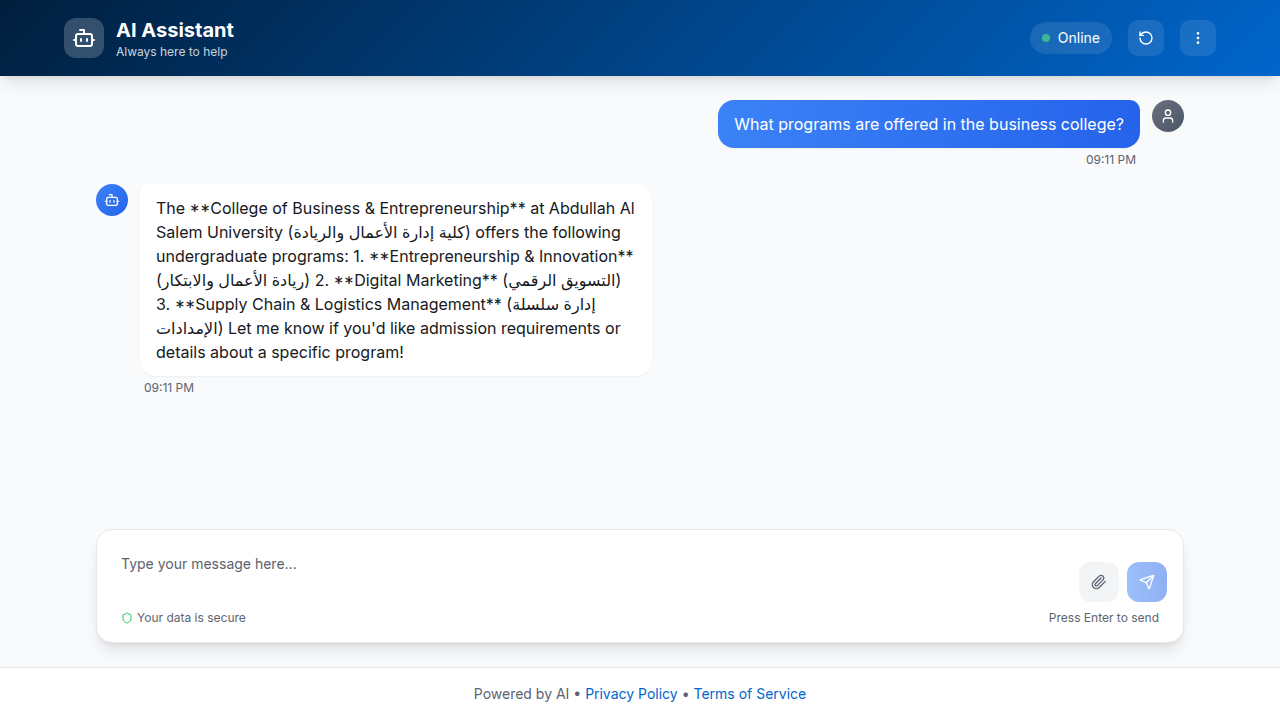 AI Assistant
Always here to help
Online
What programs are offered in the business college?
09:11 PM
The **College of Business & Entrepreneurship** at Abdullah Al
Salem University (كلية إدارة الأعمال والريادة) offers the following
undergraduate programs: 1. **Entrepreneurship & Innovation**
(ريادة الأعمال والابتكار) 2. **Digital Marketing** (التسويق الرقمي)
3. **Supply Chain & Logistics Management** (إدارة سلسلة
الإمدادات) Let me know if you'd like admission requirements or
details about a specific program!
09:11 PM
Type your message here...
Your data is secure
Press Enter to send
Powered by AI • Privacy Policy • Terms of Service